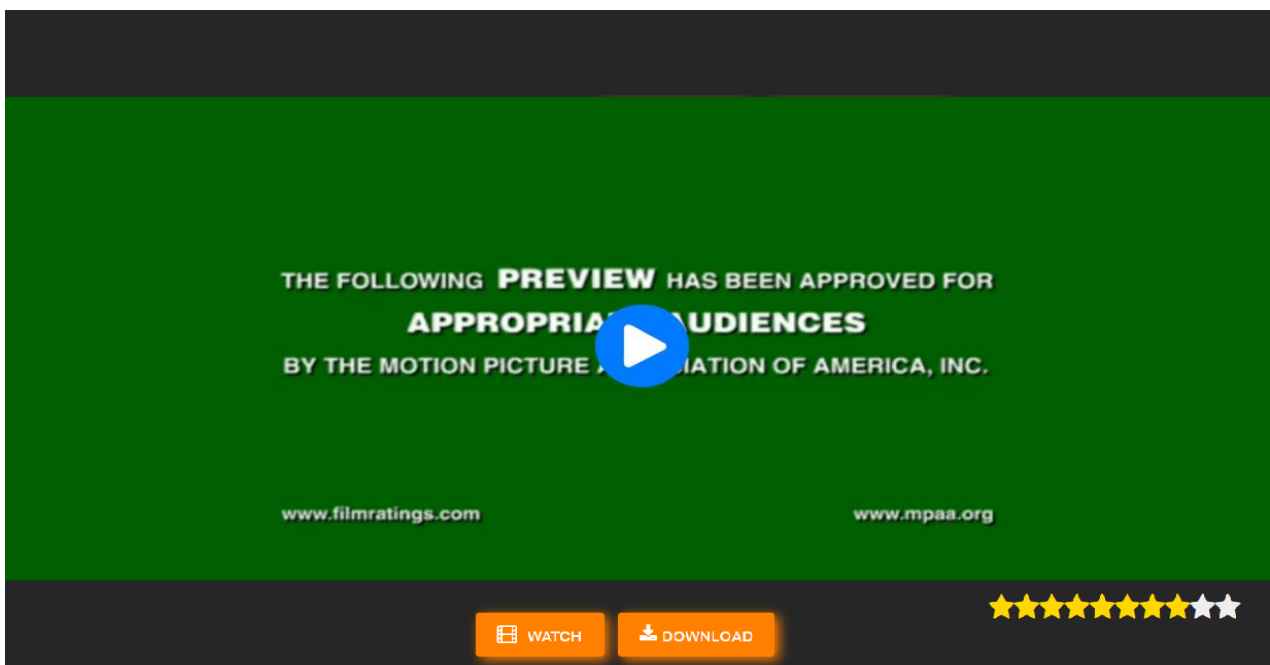 THE FOLLOWING PREVIEW HAS BEEN APPROVED FOR
AUDIENCES
BY THE MOTION PICTURE OF AMERICA, INC.
www.filmratings.com www.mpaa.org
WATCH DOWNLOAD